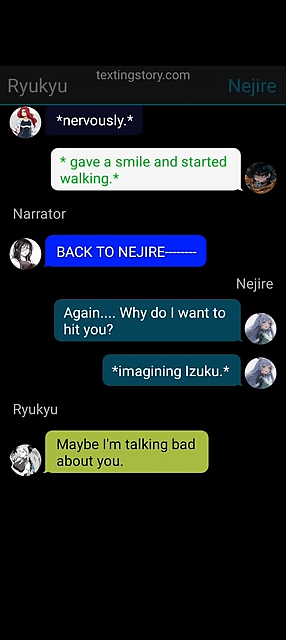 textingstory.com
Ryukyu
Nejire
*nervously.*
* gave a smile and started
walking.*
Narrator
BACK TO NEJIRE--------
Nejire
Again.... Why do I want to
hit you?
*imagining Izuku.*
Ryukyu
Maybe I'm talking bad
about you.